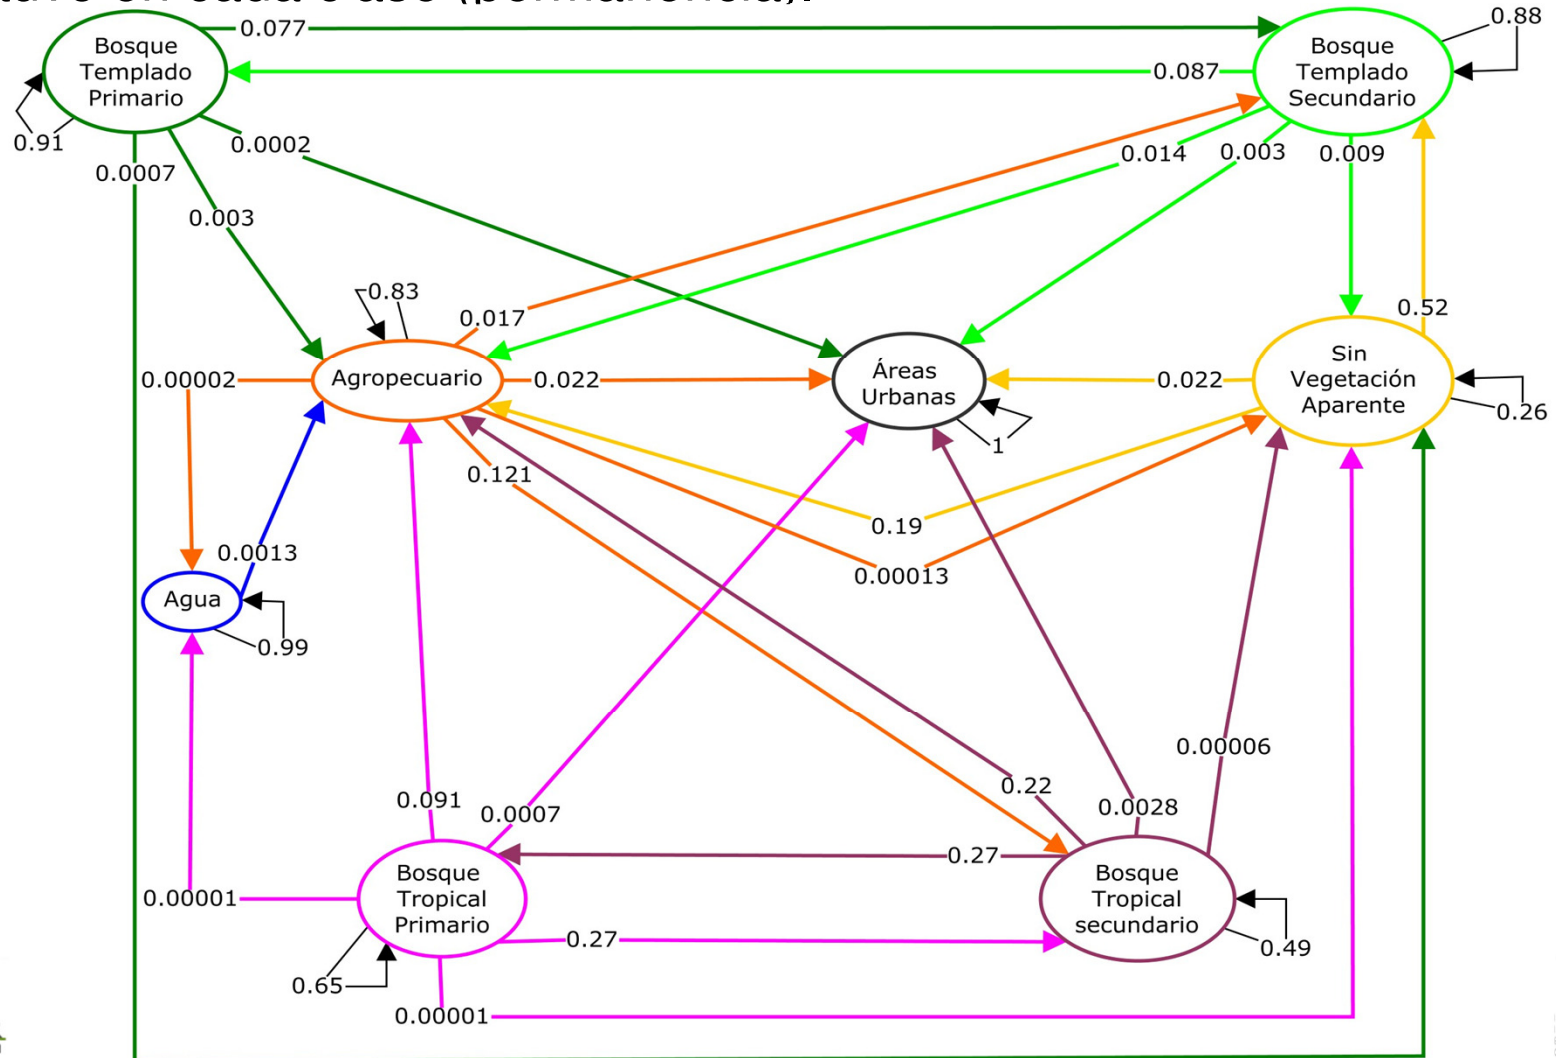 0.077
0.88
Bosque
Templado
Primario
Bosque
Templado
Secundario
0.087
0.91
0.0002
0.0007
0.014
0.003
0.009
0.003
0.83
0.017
0.52
0.00002
Agropecuario
0.022
Áreas
Urbanas
0.022
Sin
Vegetación
Aparente
0.26
1
0.121
0.19
0.0013
0.00013
Agua
0.99
0.00006
0.22
0.091
0.0007
0.0028
0.27
0.00001
Bosque
Tropical
Primario
Bosque
Tropical
secundario
0.27
0.49
0.65
0.00001